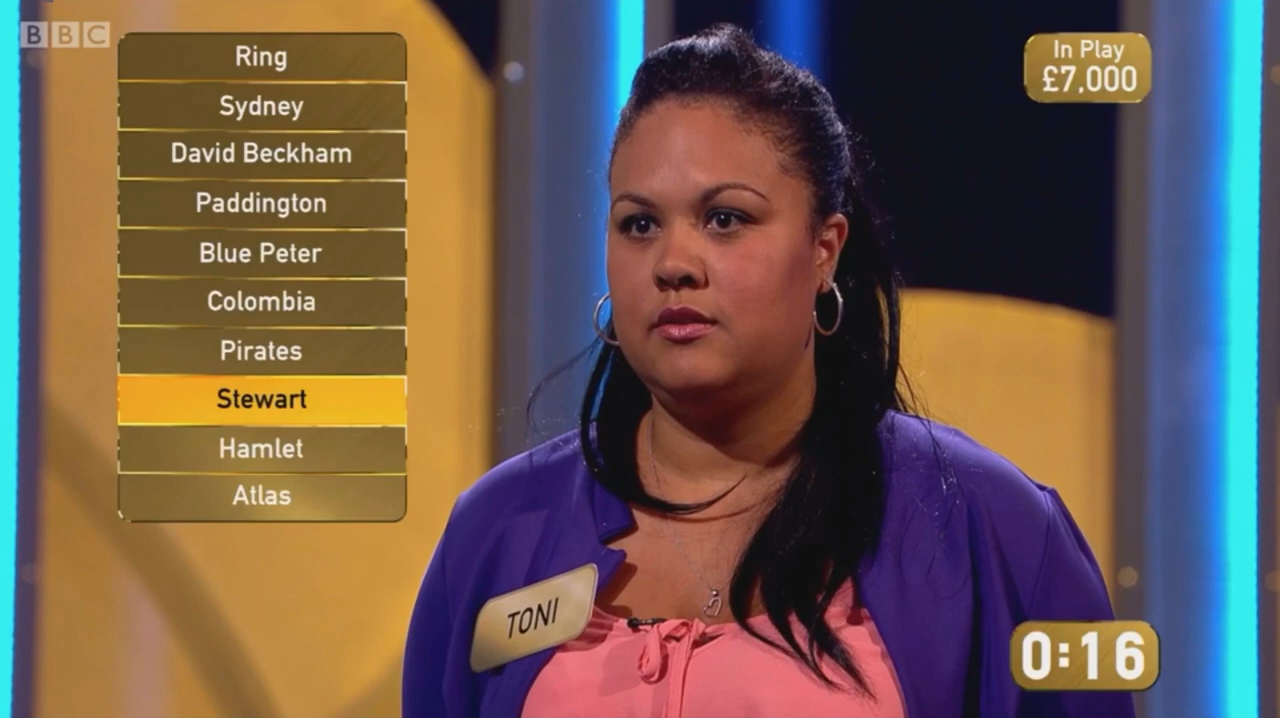 BBC
Ring
Sydney
David Beckham
Paddington
Blue Peter
Colombia
Pirates
Stewart
Hamlet
Atlas
In Play
£7,000
TONI
0:16